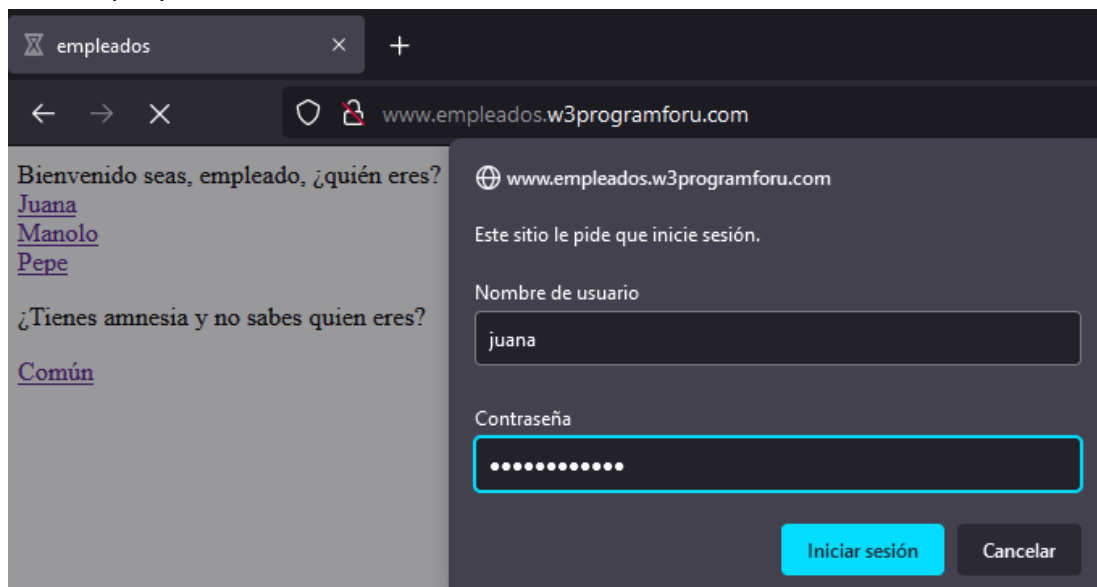 empleados
www.empleados.w3programforu.com
Bienvenido seas, empleado, ¿quién eres?
Juana
Manolo
Pepe
¿Tienes amnesia y no sabes quien eres?
Común
www.empleados.w3programforu.com
Este sitio le pide que inicie sesión.
Nombre de usuario
juana
Contraseña
••••••••••••
Iniciar sesión Cancelar